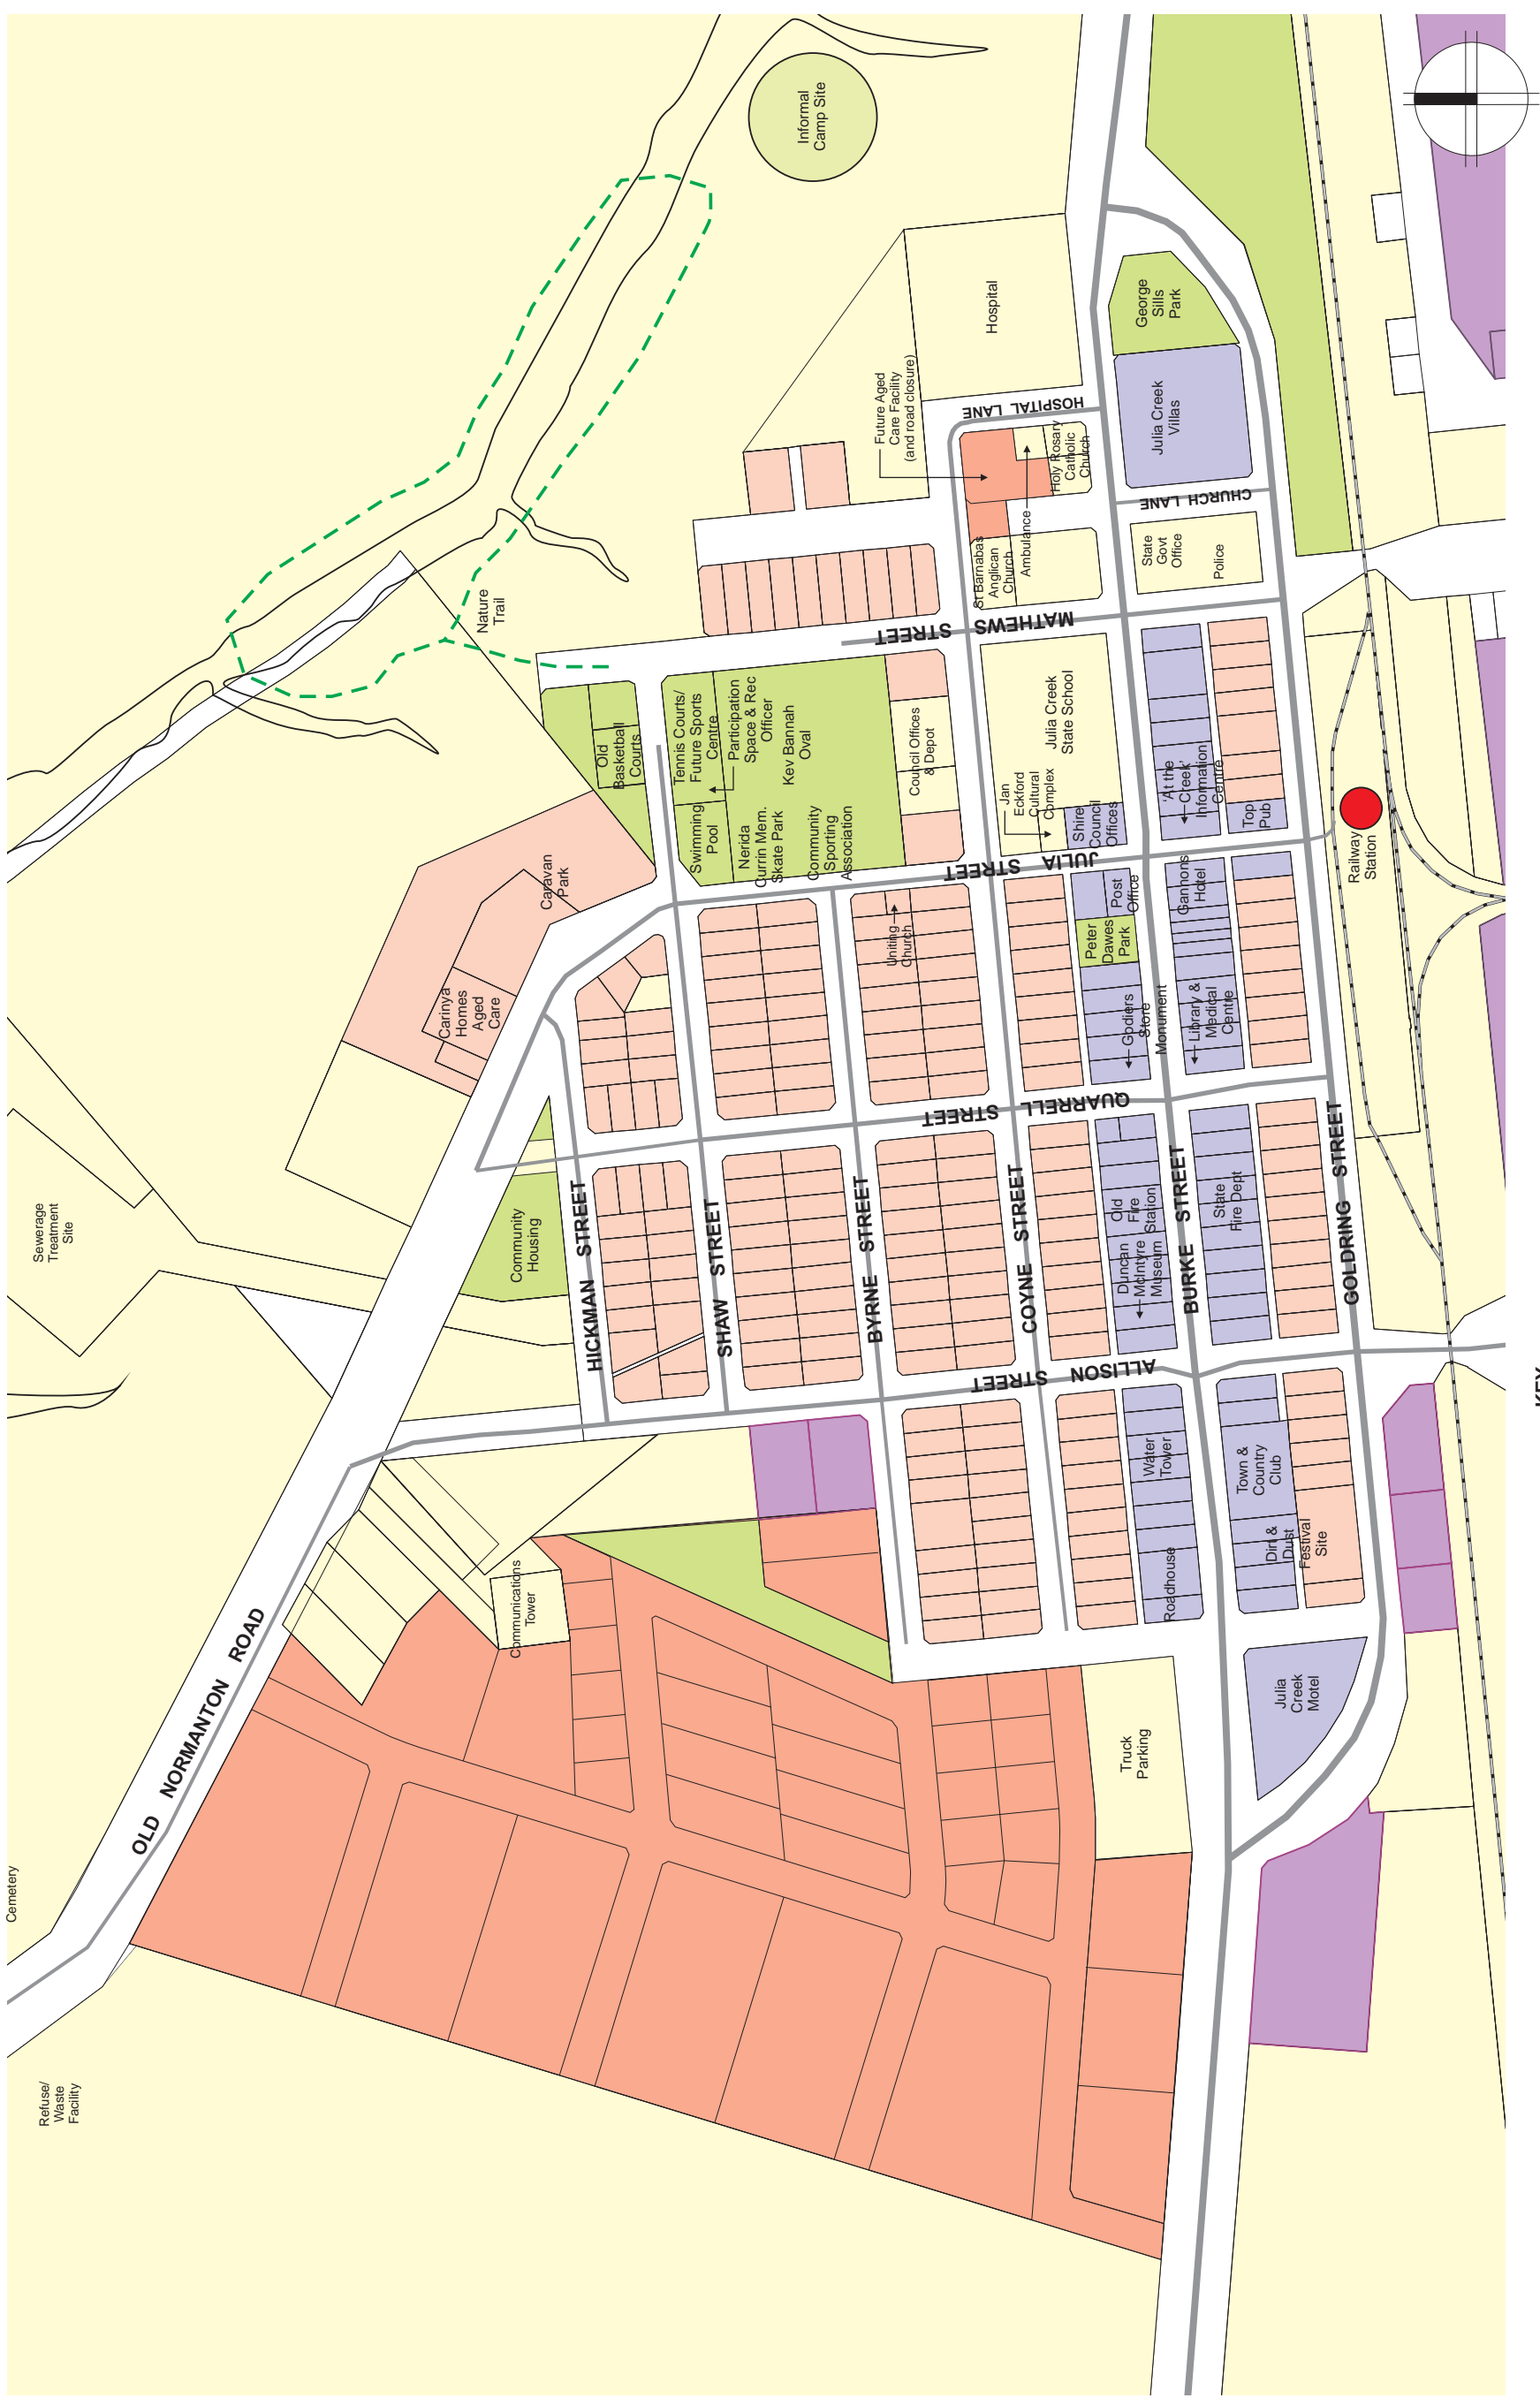 Cemetery
Refuse/
Waste
Facility
OLD NORMANTON ROAD
Sewerage
Treatment
Site
Communications
Tower
Community
Housing
Carinya
Homes
Aged
Care
Caravan
Park
Nature
Trail
Informal
Camp Site
Old
Basketball
Courts
Tennis Courts/
Future Sports
Centre
Participation
Space & Rec
Officer
Swimming
Pool
Kev Bannah
Oval
Nerida
Currin Mem.
Skate Park
Community
Sporting
Association
Council Offices
& Depot
Future Aged
Care Facility
(and road closure)
Hospital
HOSPITAL LANE
Holy Rosary
Catholic
Church
Ambulance
St Barnabas
Anglican
Church
MATHEWS STREET
Julia Creek
State School
Jan
Eckford
Cultural
Complex
Shire
Council
Offices
JULIA STREET
Uniting
Church
HICKMAN STREET
SHAW STREET
BYRNE STREET
COYNE STREET
BURKE STREET
GOLDRING STREET
QUARRELL STREET
ALLISON STREET
CHURCH LANE
George
Sills
Park
Julia Creek
Villas
State
Govt
Office
Police
'At the
Creek'
Information
Centre
Top
Pub
Post
Office
Peter
Dawes
Park
Godiers
Store
Monument
Gannons
Hotel
Library &
Medical
Centre
Railway
Station
Old
Fire
Station
Duncan
McIntyre
Museum
State
Fire Dept
Water
Tower
Roadhouse
Town &
Country
Club
Dirt &
Dust
Festival
Site
Truck
Parking
Julia
Creek
Motel